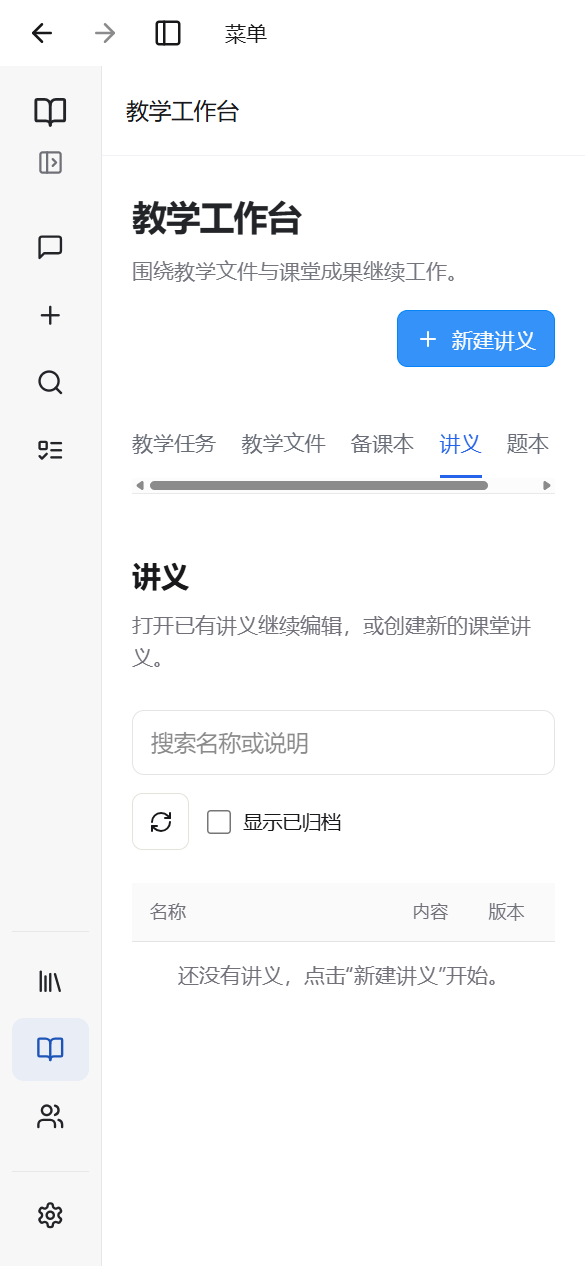 菜单
教学工作台
教学工作台
围绕教学文件与课堂成果继续工作。
新建讲义
教学任务 教学文件 备课本 讲义 题本
讲义
打开已有讲义继续编辑，或创建新的课堂讲
义。
搜索名称或说明
显示已归档
名称 内容 版本
还没有讲义，点击“新建讲义”开始。